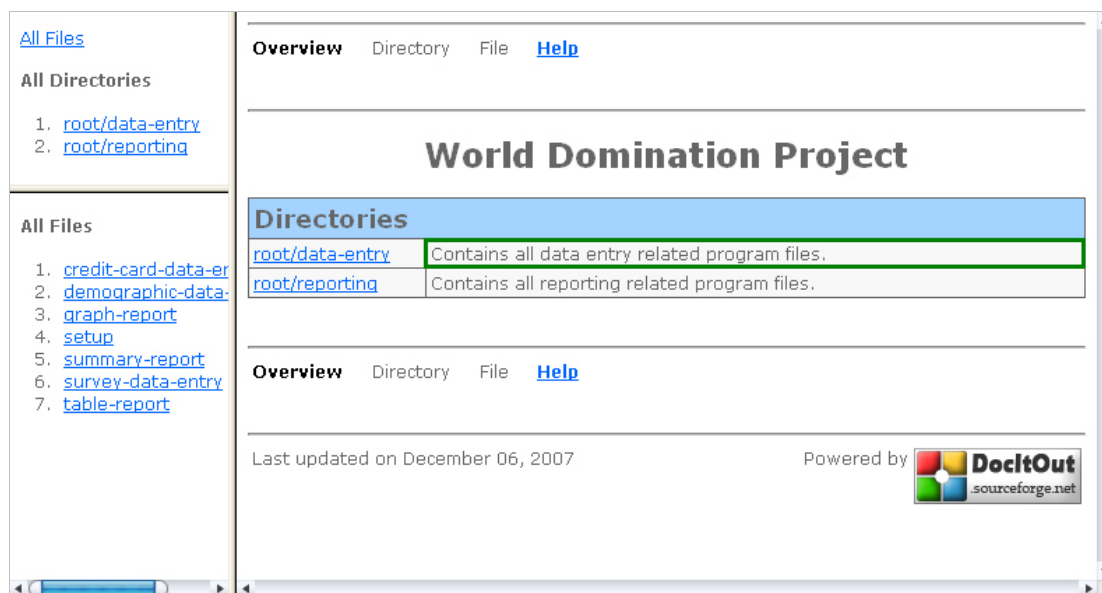 All Files
All Directories
1. root/data-entry
2. root/reporting
All Files
1. credit-card-data-er
2. demographic-data-
3. graph-report
4. setup
5. summary-report
6. survey-data-entry
7. table-report
Overview Directory File Help
World Domination Project
Directories
root/data-entry Contains all data entry related program files.
root/reporting Contains all reporting related program files.
Overview Directory File Help
Last updated on December 06, 2007 Powered by DocItOut
.sourceforge.net